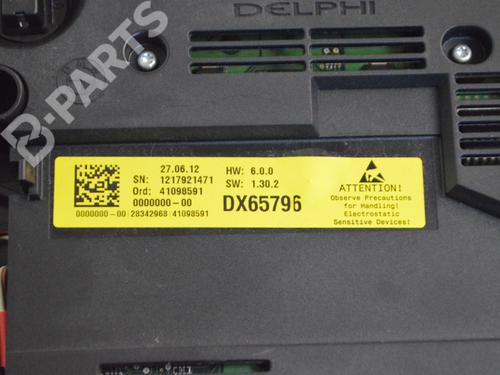 DELPHI
B-PARTS
27.06.12
SN: 1217921471
Ord: 41098591
0000000-00
0000000-00 28342968 41098591
HW: 6.0.0
SW: 1.30.2
DX65796
ATTENTION!
Observe Precautions
for Handling!
Electrostatic
Sensitive Devices!